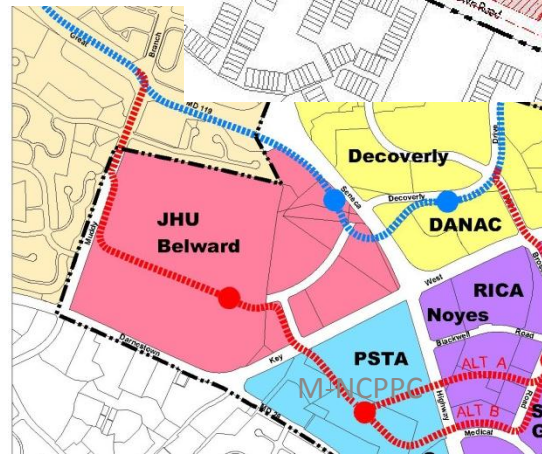 Road
Great
Branch
MD 119
Drive
Decoverly
Seneca
Decoverly
DANAC
JHU
Belward
Muddy
West
RICA
Noyes
Blackwell
Road
Darnestown
Key
PSTA
ALT A
M-NCPPC
Highway
ALT B
Road
MD 28
Medical